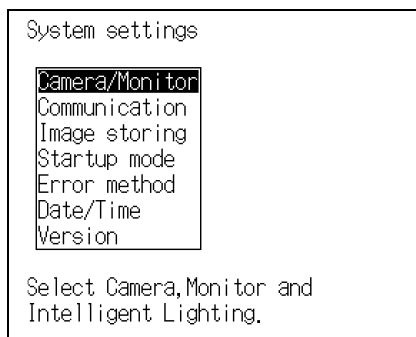 System settings
Camera/Monitor
Communication
Image storing
Startup mode
Error method
Date/Time
Version
Select Camera,Monitor and
Intelligent Lighting.